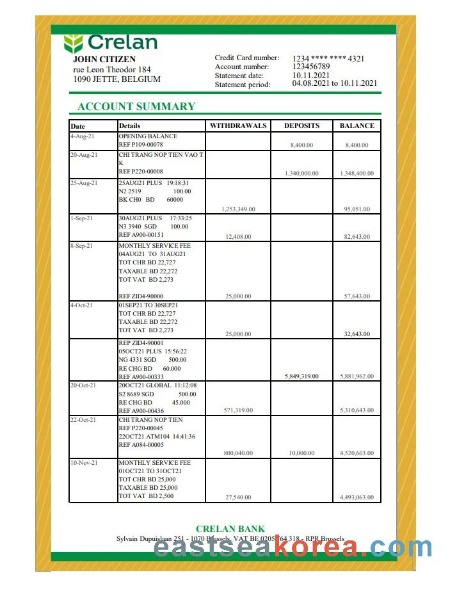 Crelan
JOHN CITIZEN
rue Leon Theodor 184
1090 JETTE, BELGIUM
Credit Card number: 1234 **** **** 4321
Account number: 123456789
Statement date: 10.11.2021
Statement period: 04.08.2021 to 10.11.2021
ACCOUNT SUMMARY
Date Details WITHDRAWALS DEPOSITS BALANCE
4-Aug-21 OPENING BALANCE
REF P109-00078 8,400.00 8,400.00
20-Aug-21 CHI TRANG NOP TIEN VAO T
K
REF P220-00008 1,340,000.00 1,348,400.00
25-Aug-21 25AUG21 PLUS 19:18:31
N2 2519 100.00
BK CH0 BD 60000
1,253,349.00 95,051.00
1-Sep-21 30AUG21 PLUS 17:33:25
N3 3940 SGD 100.00
REF A900-00151 12,408.00 82,643.00
8-Sep-21 MONTHLY SERVICE FEE
04AUG21 TO 31AUG21
TOT CHR BD 22,727
TAXABLE BD 22,272
TOT VAT BD 2,273
REF ZID4-90000 25,000.00 57,643.00
4-Oct-21 01SEP21 TO 30SEP21
TOT CHR BD 22,727
TAXABLE BD 22,272
TOT VAT BD 2,273 25,000.00 32,643.00
REP ZID4-90001
05OCT21 PLUS 15:56:22
NG 4331 SGD 500.00
RE CHG BD 60.000
REF A900-00333 5,849,319.00 5,881,962.00
20-Oct-21 20OCT21 GLOBAL 11:12:08
S2 8689 SGD 500.00
RE CHG BD 45.000
REF A900-00436 571,319.00 5,310,643.00
22-Oct-21 CHI TRANG NOP TIEN
REF P220-00045
22OCT21 ATM104 14:41:36
REF A084-00005
800,040.00 10,000.00 4,520,603.00
10-Nov-21 MONTHLY SERVICE FEE
01OCT21 TO 31OCT21
TOT CHR BD 25,000
TAXABLE BD 25,000
TOT VAT BD 2,500 27,540.00 4,493,063.00
CRELAN BANK
Sylvain Dupuislaan 251 - 1070 Brussels, VAT BE 0205 764 318 - RPR Brussels
eastseakorea.com